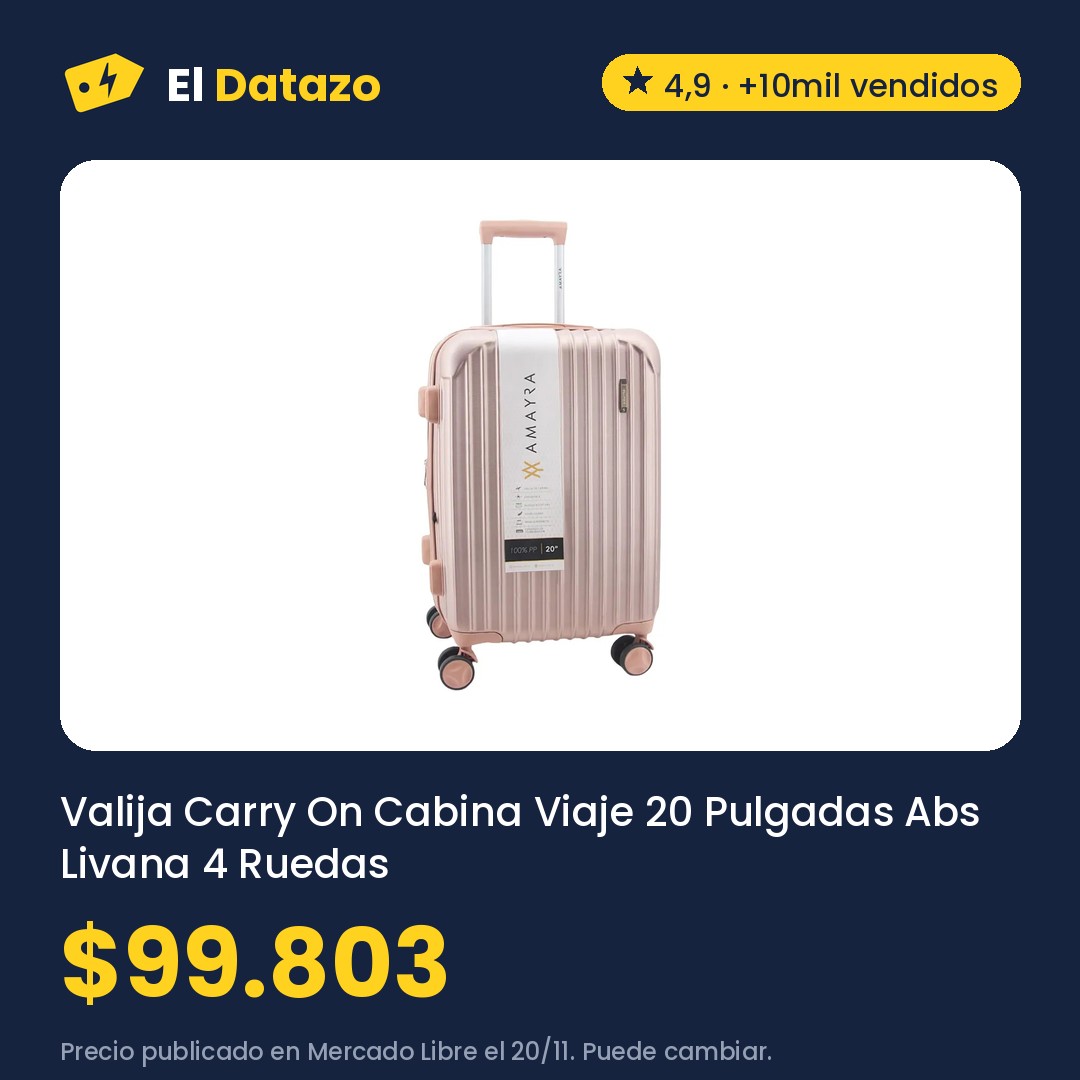 El Datazo
★ 4,9 · +10mil vendidos
AMAYRA
100% PP | 20"
Valija Carry On Cabina Viaje 20 Pulgadas Abs
Livana 4 Ruedas
$99.803
Precio publicado en Mercado Libre el 20/11. Puede cambiar.